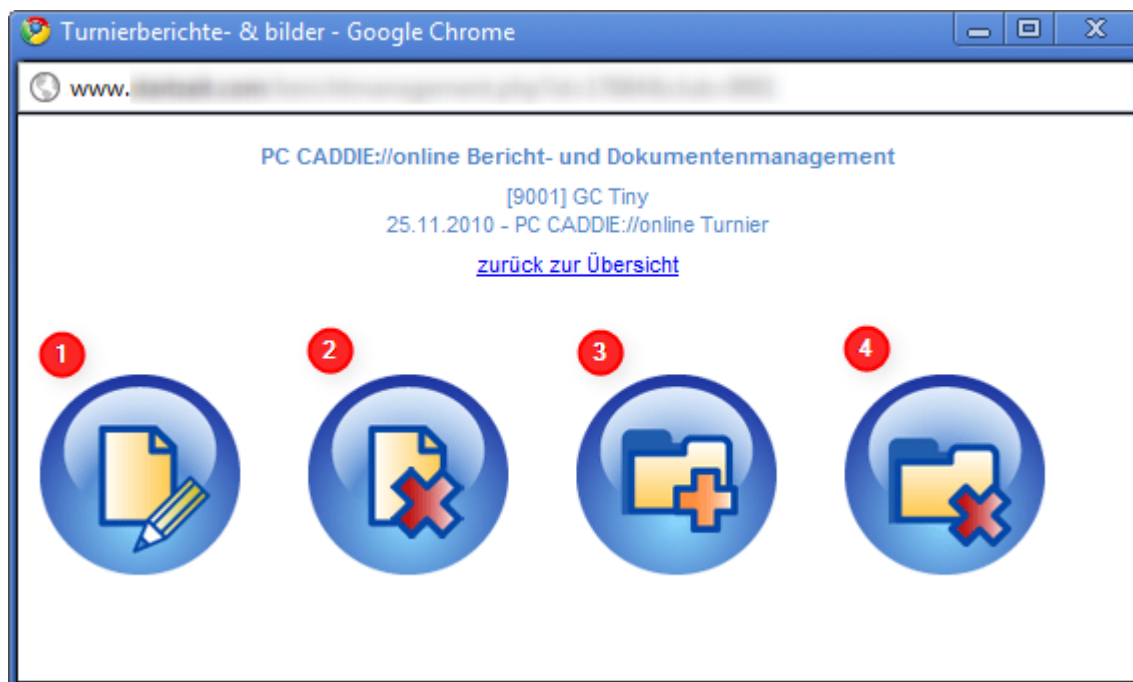 Turnierberichte- & bilder - Google Chrome
www.
PC CADDIE://online Bericht- und Dokumentenmanagement
[9001] GC Tiny
25.11.2010 - PC CADDIE://online Turnier
zurück zur Übersicht
1 2 3 4